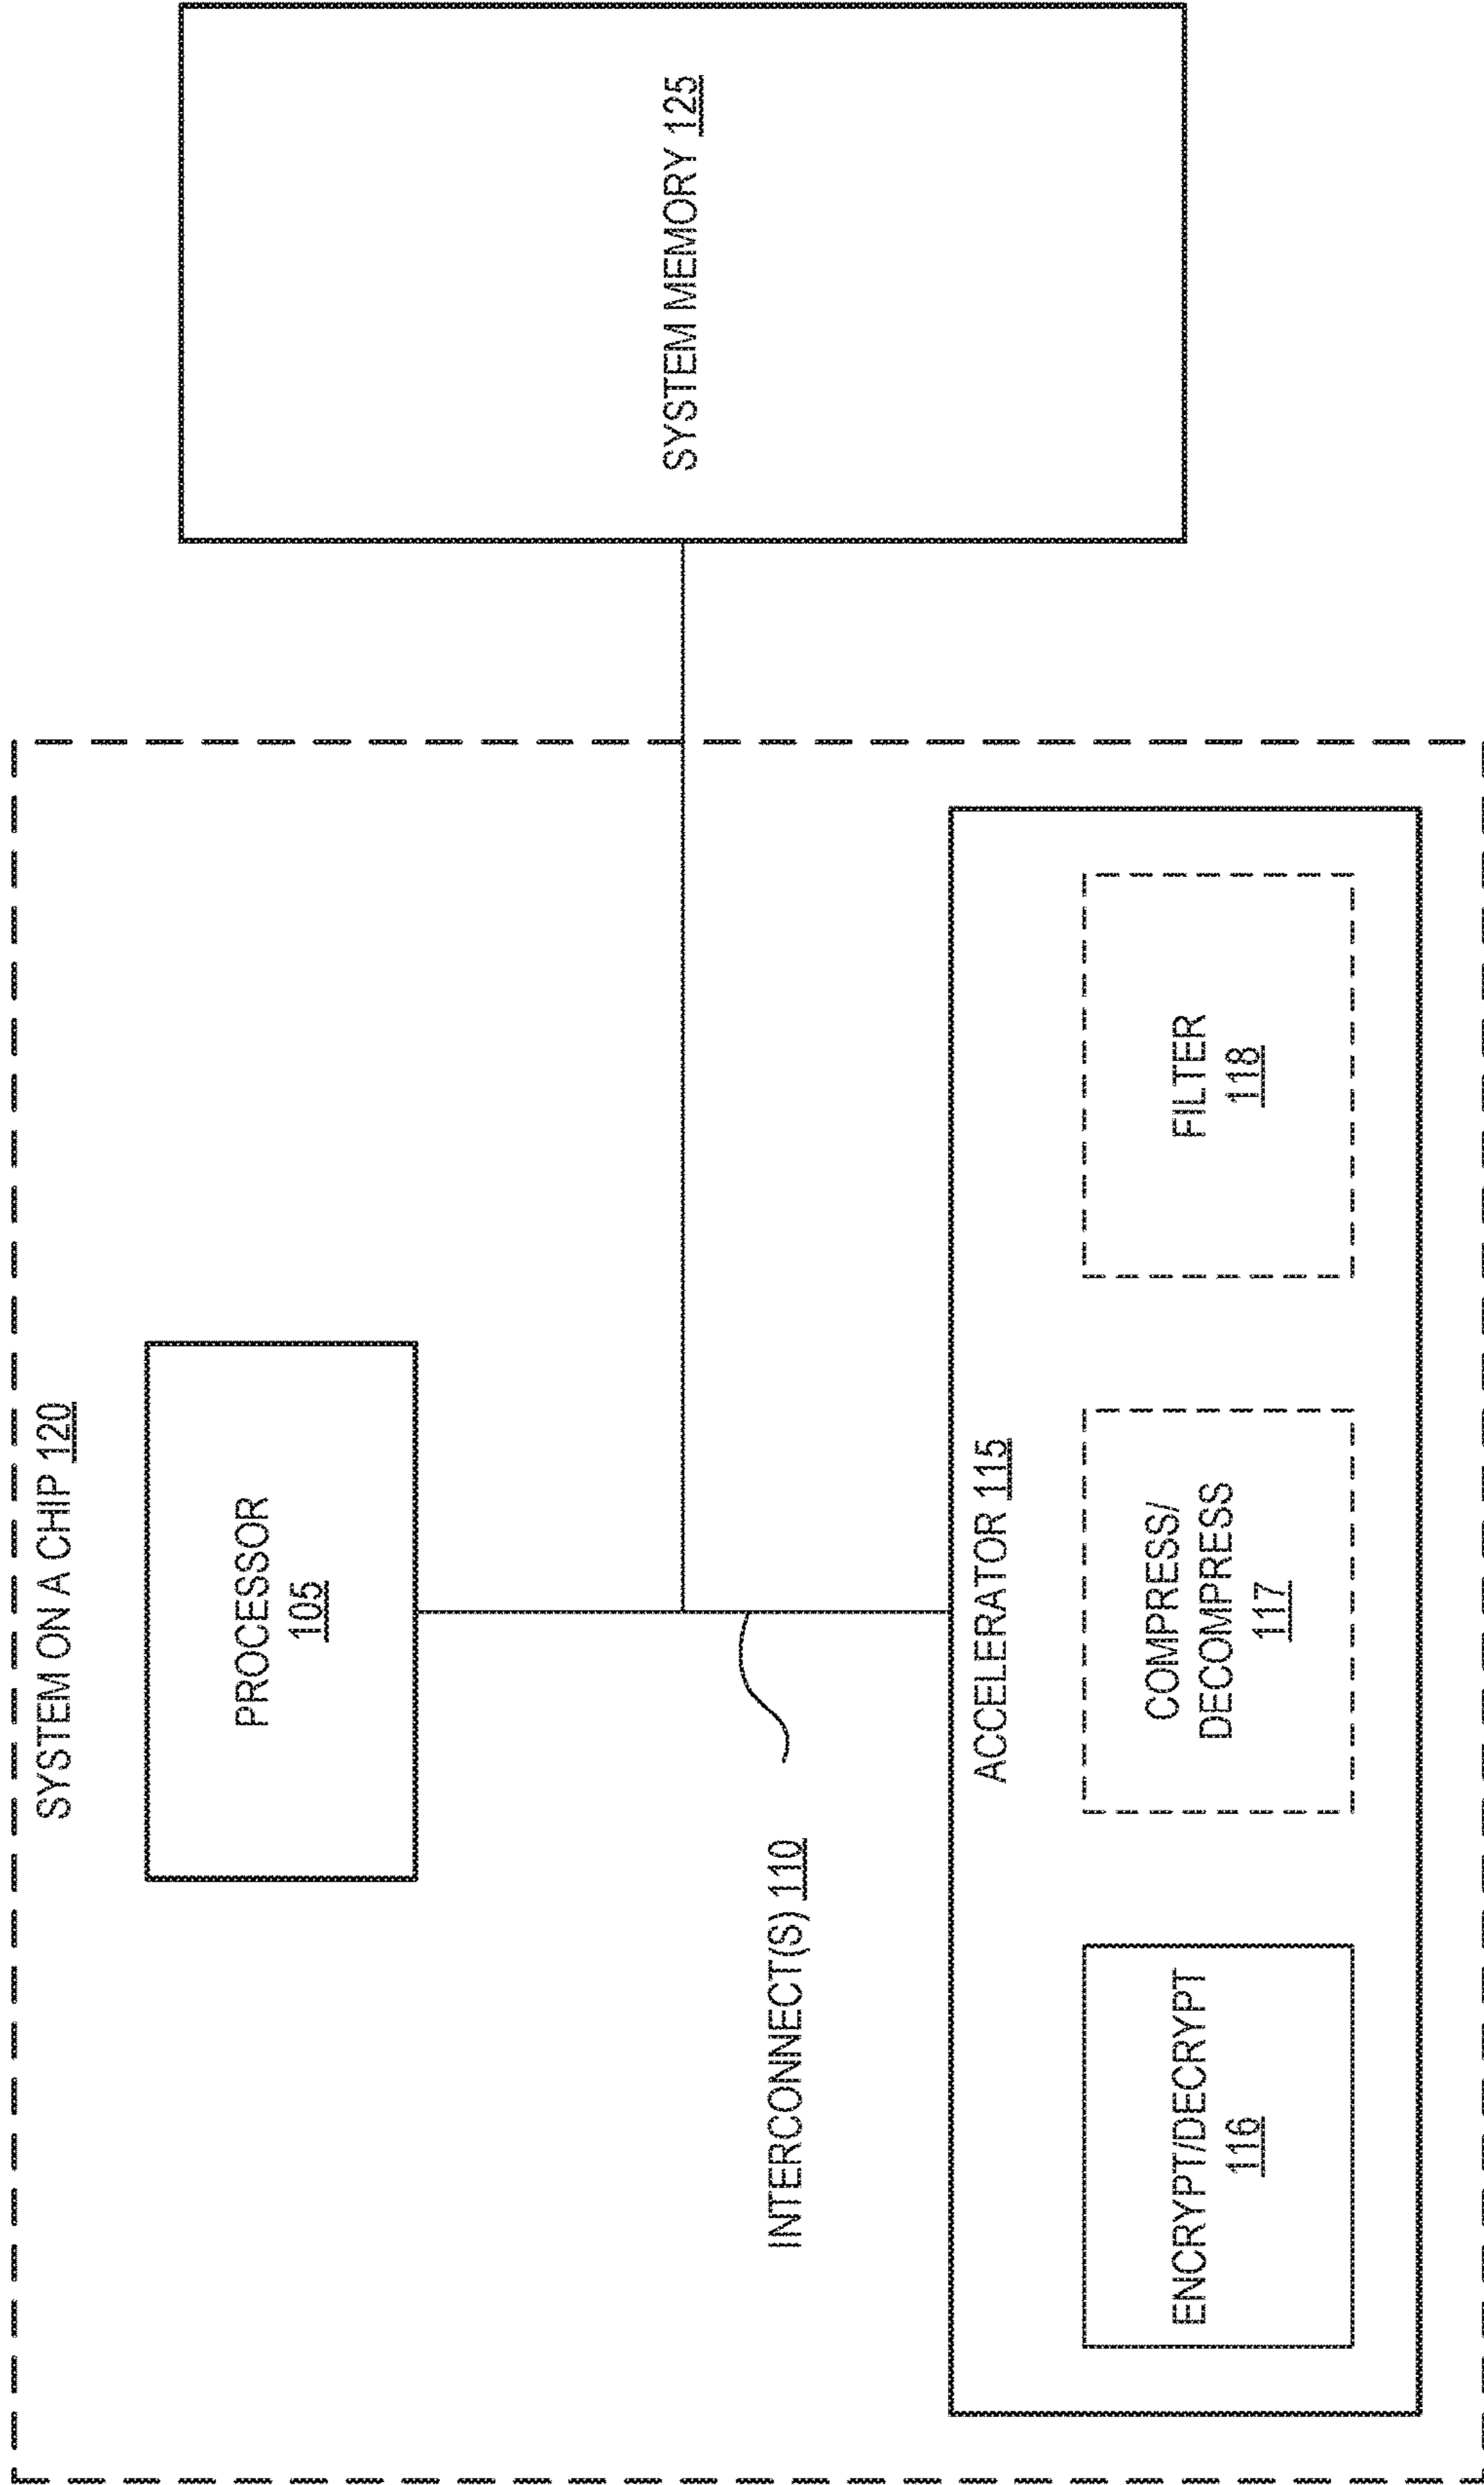 SYSTEM ON A CHIP 120
PROCESSOR
105
SYSTEM MEMORY 125
INTERCONNECT(S) 110
ACCELERATOR 115
ENCRYPT/DECRYPT
116
COMPRESS/
DECOMPRESS
117
FILTER
118